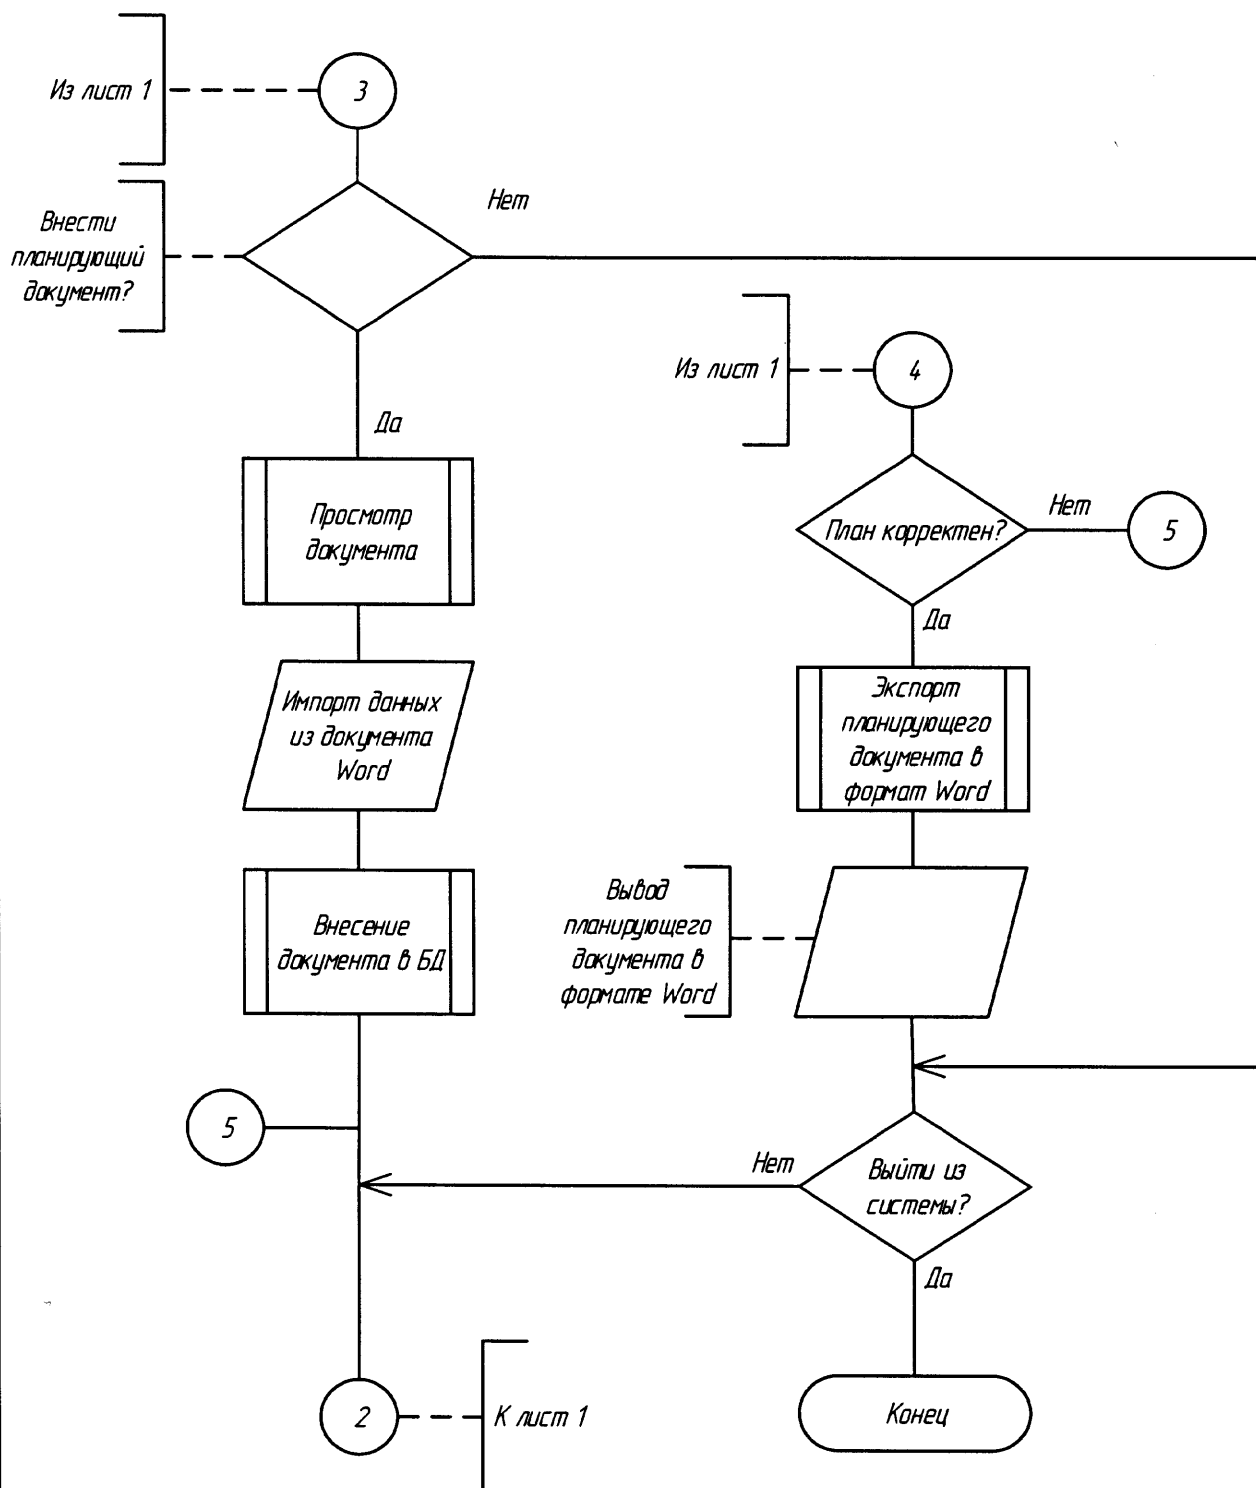 Из лист 1
3
Внести
планирующий
документ?
Нет
Да
Просмотр
документа
Импорт данных
из документа
Word
Внесение
документа в БД
5
2
К лист 1
Из лист 1
4
План корректен?
Нет
5
Да
Экспорт
планирующего
документа в
формат Word
Вывод
планирующего
документа в
формате Word
Выйти из
системы?
Нет
Да
Конец